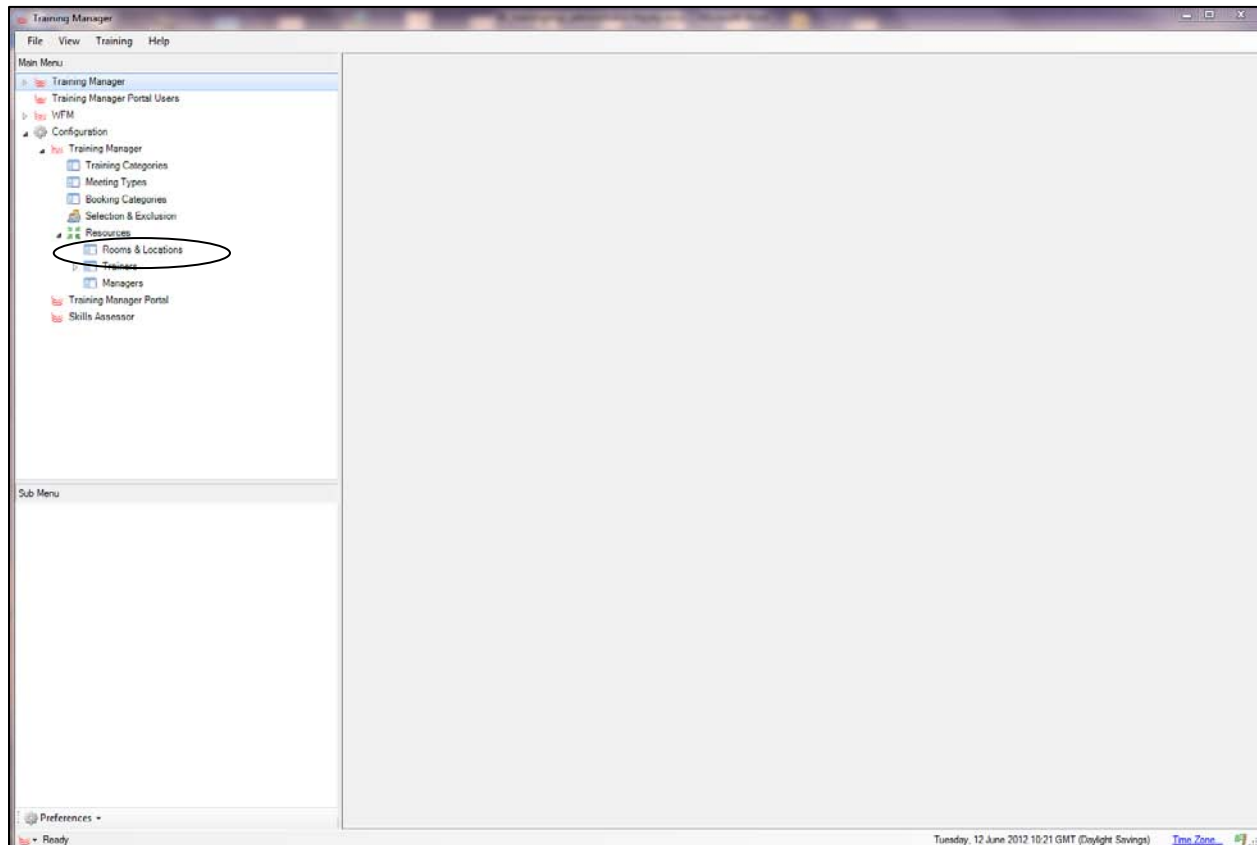 Training Manager
File View Training Help
Main Menu
Training Manager
Training Manager Portal Users
WFM
Configuration
Training Manager
Training Categories
Meeting Types
Booking Categories
Selection & Exclusion
Resources
Rooms & Locations
Trainers
Managers
Training Manager Portal
Skills Assessor
Sub Menu
Preferences
Ready Tuesday, 12 June 2012 10:21 GMT (Daylight Savings) Time Zone...